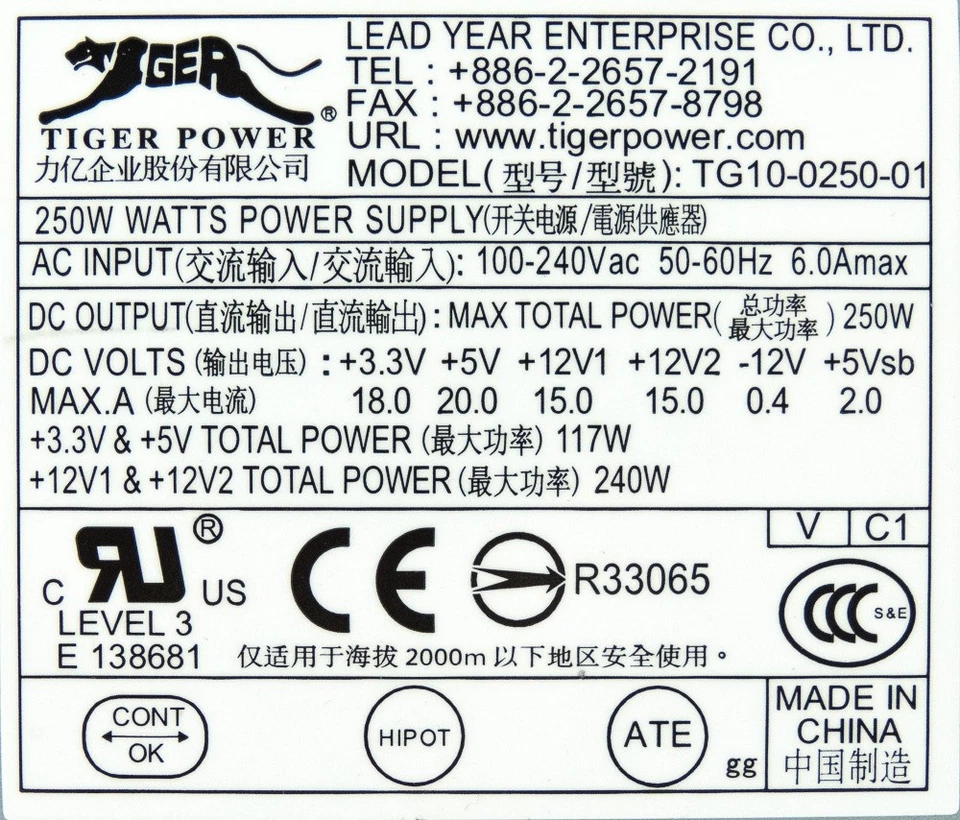 TIGER
TIGER POWER®
力亿企业股份有限公司
LEAD YEAR ENTERPRISE CO., LTD.
TEL : +886-2-2657-2191
FAX : +886-2-2657-8798
URL : www.tigerpower.com
MODEL(型号/型號): TG10-0250-01
250W WATTS POWER SUPPLY(开关电源/電源供應器)
AC INPUT(交流输入/交流輸入): 100-240Vac 50-60Hz 6.0Amax
DC OUTPUT(直流输出/直流輸出) : MAX TOTAL POWER(总功率 最大功率) 250W
DC VOLTS (输出电压) : +3.3V +5V +12V1 +12V2 -12V +5Vsb
MAX.A (最大电流) 18.0 20.0 15.0 15.0 0.4 2.0
+3.3V & +5V TOTAL POWER (最大功率) 117W
+12V1 & +12V2 TOTAL POWER (最大功率) 240W
V C1
C RU® US
LEVEL 3
E 138681
CE
R33065
CCC S&E
仅适用于海拔 2000m 以下地区安全使用。
CONT
OK
HIPOT
ATE
gg
MADE IN
CHINA
中国制造